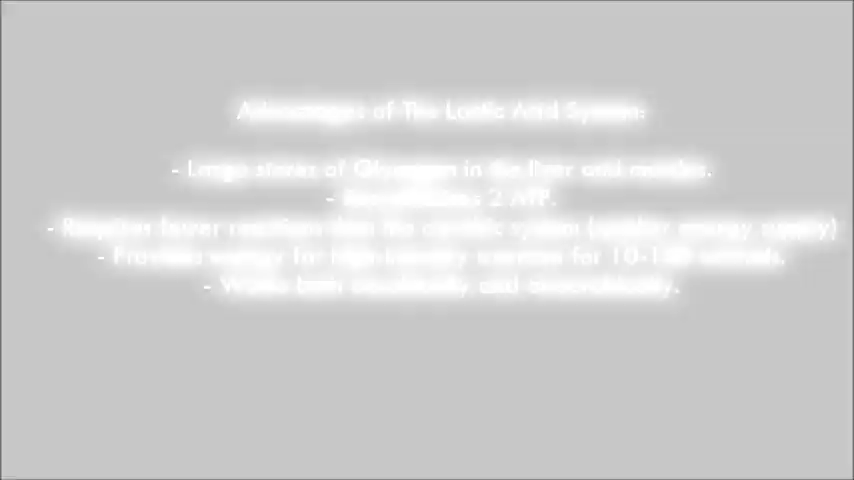 Advantages of The Lactic Acid System:
- Large stores of Glycogen in the liver and muscles.
- 2 ATP.
- Requires fewer reactions than the aerobic system (quicker energy supply)
- Provides energy for high intensity exercise for 10-180 seconds.
- Works both aerobically and anaerobically.